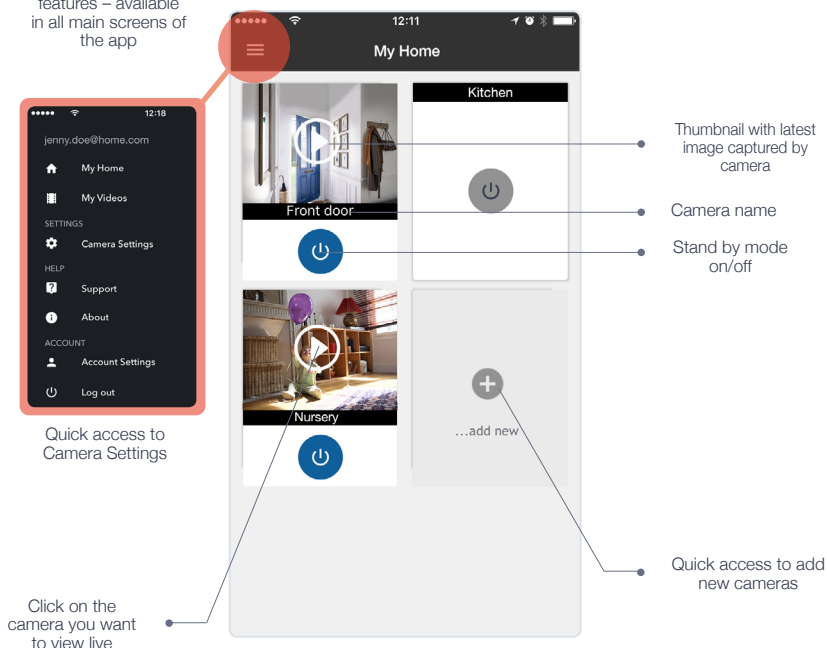 features – available
in all main screens of
the app
12:11
My Home
12:18
jenny.doe@home.com
My Home
My Videos
SETTINGS
Camera Settings
HELP
Support
About
ACCOUNT
Account Settings
Log out
Quick access to
Camera Settings
Front door
Kitchen
Nursery
...add new
Thumbnail with latest
image captured by
camera
Camera name
Stand by mode
on/off
Quick access to add
new cameras
Click on the
camera you want
to view live